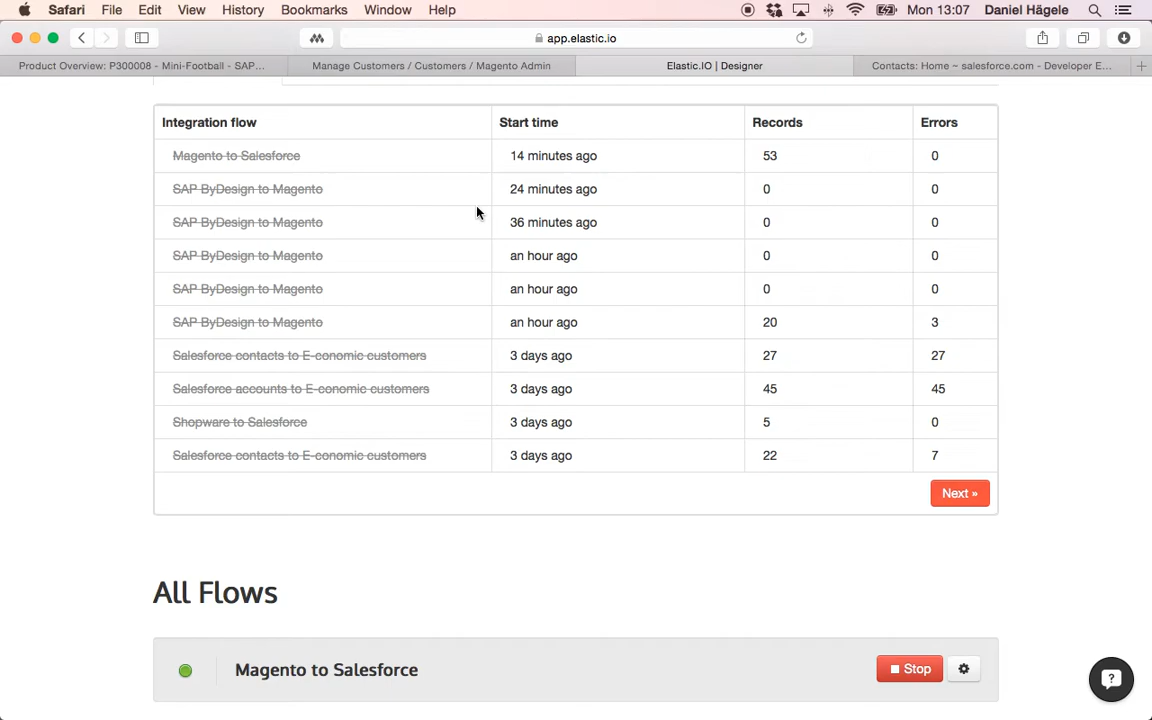 Safari File Edit View History Bookmarks Window Help Mon 13:07 Daniel Hägele
app.elastic.io
Product Overview: P300008 - Mini-Football - SAP... Manage Customers / Customers / Magento Admin Elastic.IO | Designer Contacts: Home ~ salesforce.com - Developer E...
Integration flow Start time Records Errors
Magento to Salesforce 14 minutes ago 53 0
SAP ByDesign to Magento 24 minutes ago 0 0
SAP ByDesign to Magento 36 minutes ago 0 0
SAP ByDesign to Magento an hour ago 0 0
SAP ByDesign to Magento an hour ago 0 0
SAP ByDesign to Magento an hour ago 20 3
Salesforce contacts to E-conomic customers 3 days ago 27 27
Salesforce accounts to E-conomic customers 3 days ago 45 45
Shopware to Salesforce 3 days ago 5 0
Salesforce contacts to E-conomic customers 3 days ago 22 7
Next »
All Flows
Magento to Salesforce Stop